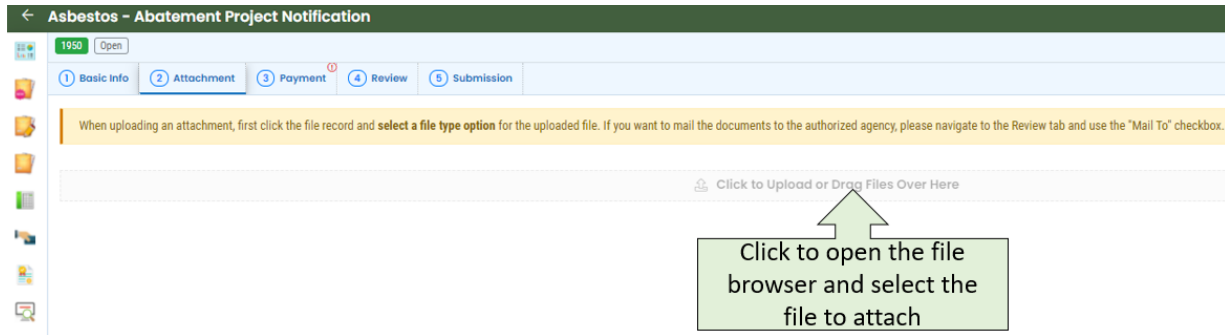 ← Asbestos - Abatement Project Notification
1950 Open
1 Basic Info 2 Attachment 3 Payment 4 Review 5 Submission
When uploading an attachment, first click the file record and select a file type option for the uploaded file. If you want to mail the documents to the authorized agency, please navigate to the Review tab and use the "Mail To" checkbox.
Click to Upload or Drag Files Over Here
Click to open the file
browser and select the
file to attach